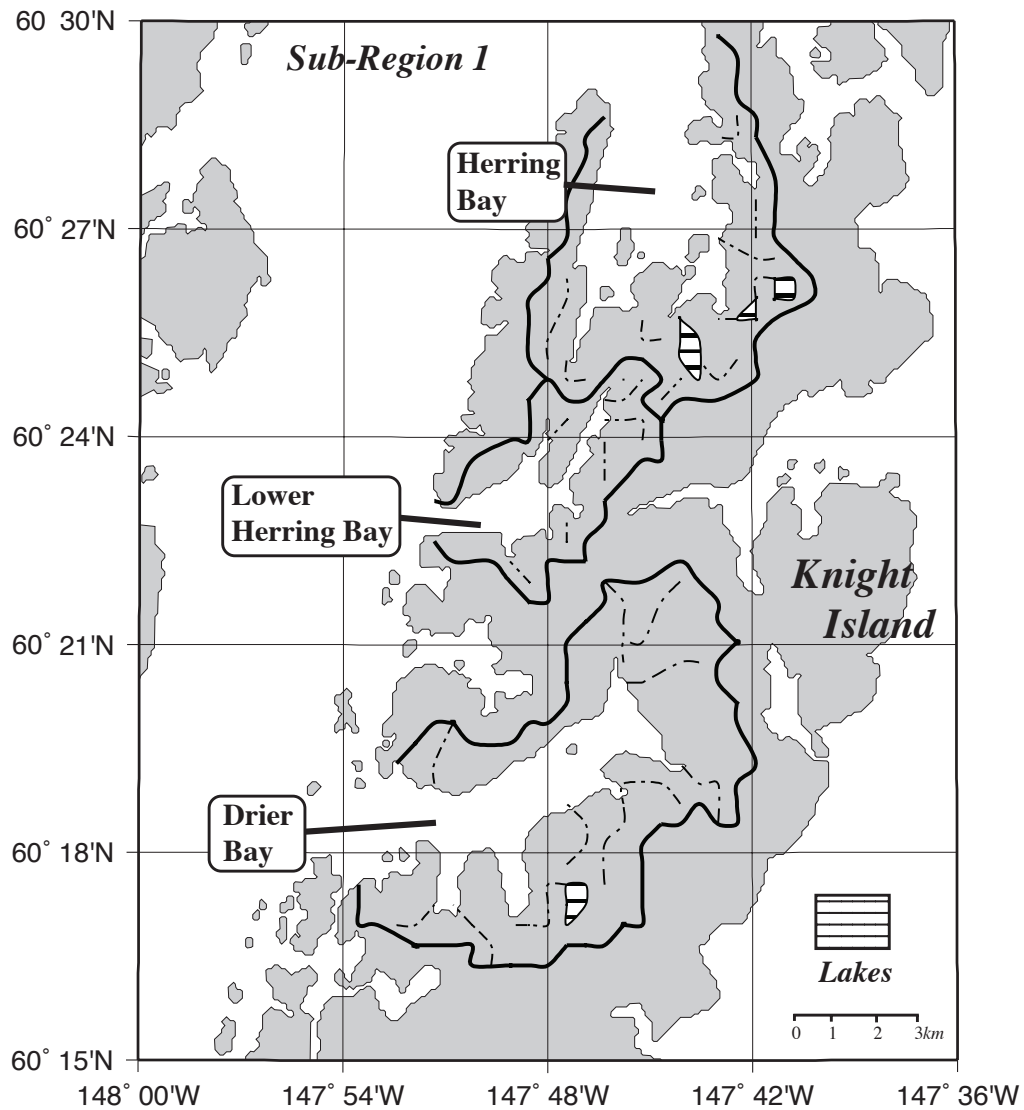 60° 30'N
Sub-Region 1
Herring
Bay
60° 27'N
60° 24'N
Lower
Herring Bay
Knight
Island
60° 21'N
Drier
Bay
60° 18'N
Lakes
0 1 2 3km
60° 15'N
148° 00'W 147° 54'W 147° 48'W 147° 42'W 147° 36'W